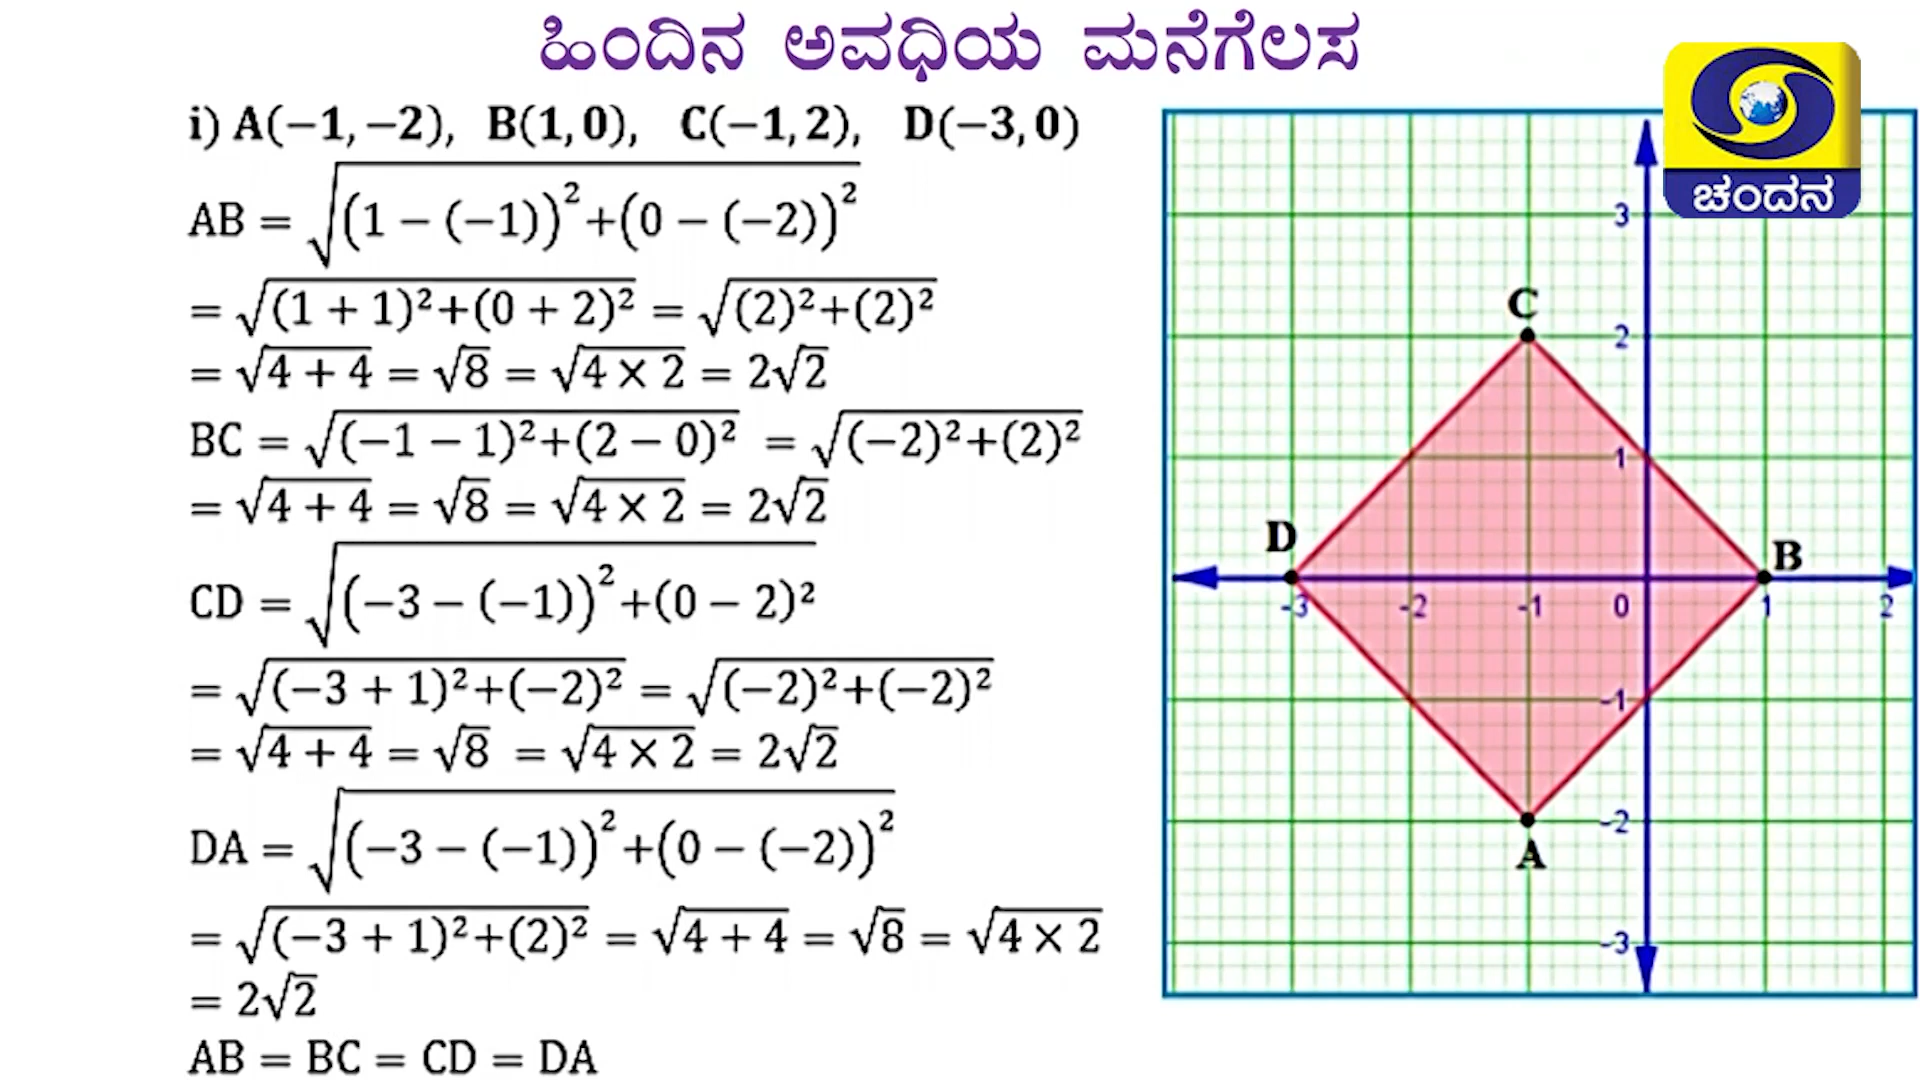 ಹಿಂದಿನ ಅವಧಿಯ ಮನೆಗೆಲಸ
ಚಂದನ
i) A(−1,−2), B(1,0), C(−1,2), D(−3,0)
AB = √((1 − (−1))²+(0 − (−2))²)
= √((1 + 1)²+(0 + 2)²) = √((2)²+(2)²)
= √(4 + 4) = √8 = √(4 × 2) = 2√2
BC = √((−1 − 1)²+(2 − 0)²) = √((−2)²+(2)²)
= √(4 + 4) = √8 = √(4 × 2) = 2√2
CD = √((−3 − (−1))²+(0 − 2)²)
= √((−3 + 1)²+(−2)²) = √((−2)²+(−2)²)
= √(4 + 4) = √8 = √(4 × 2) = 2√2
DA = √((−3 − (−1))²+(0 − (−2))²)
= √((−3 + 1)²+(2)²) = √(4 + 4) = √8 = √(4 × 2)
= 2√2
AB = BC = CD = DA
3
C
2
1
D
B
-3 -2 -1 0 1 2
-1
-2
A
-3